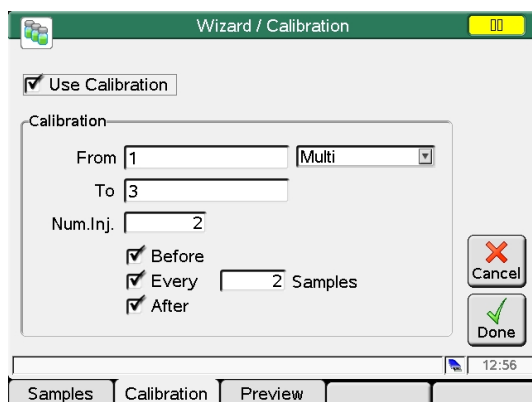 Wizard / Calibration
Use Calibration
Calibration
From 1 Multi
To 3
Num.Inj. 2
Before
Every 2 Samples
After
Cancel
Done
12:56
Samples Calibration Preview